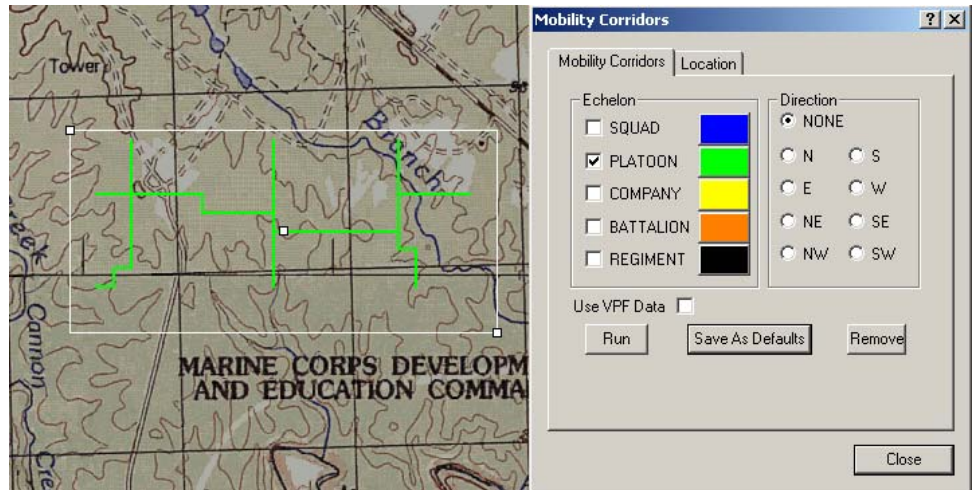 Tower
Branch
Creek
Cannon
Cree
MARINE CORPS DEVELOPM
AND EDUCATION COMMA
Mobility Corridors
Mobility Corridors
Location
Echelon
SQUAD
PLATOON
COMPANY
BATTALION
REGIMENT
Direction
NONE
N
S
E
W
NE
SE
NW
SW
Use VPF Data
Run
Save As Defaults
Remove
Close